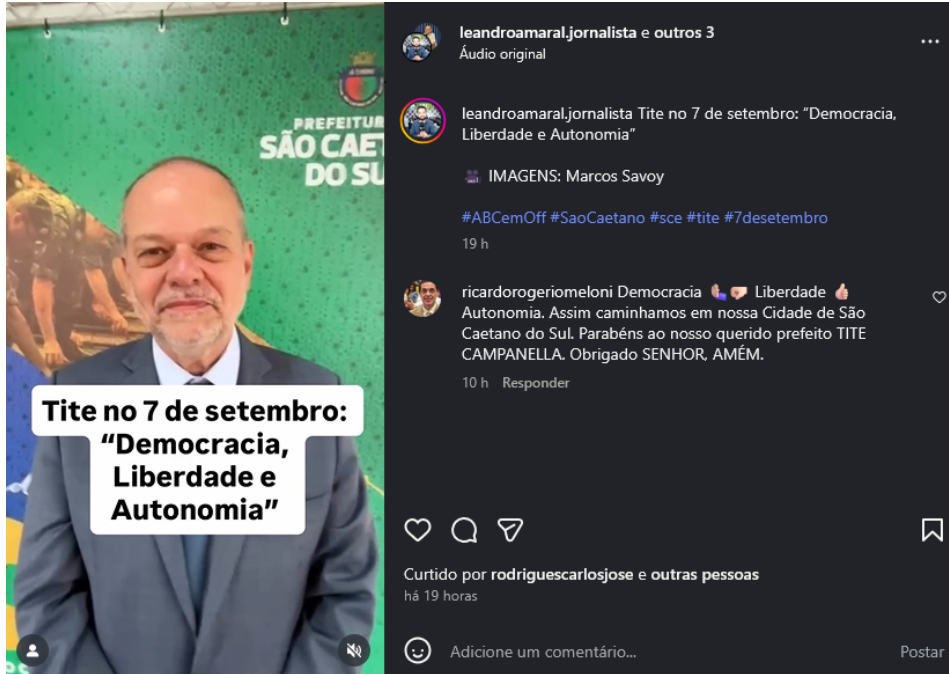 PREFEITUR
SÃO CAE
DO SU
Tite no 7 de setembro:
“Democracia,
Liberdade e
Autonomia”
leandroamaral.jornalista e outros 3
Áudio original
leandroamaral.jornalista Tite no 7 de setembro: “Democracia,
Liberdade e Autonomia”
IMAGENS: Marcos Savoy
#ABCemOff #SaoCaetano #sce #tite #7desetembro
19 h
ricardorogeriomeloni Democracia Liberdade
Autonomia. Assim caminhamos em nossa Cidade de São
Caetano do Sul. Parabéns ao nosso querido prefeito TITE
CAMPANELLA. Obrigado SENHOR, AMÉM.
10 h Responder
Curtido por rodriguescarlosjose e outras pessoas
há 19 horas
Adicione um comentário...
Postar